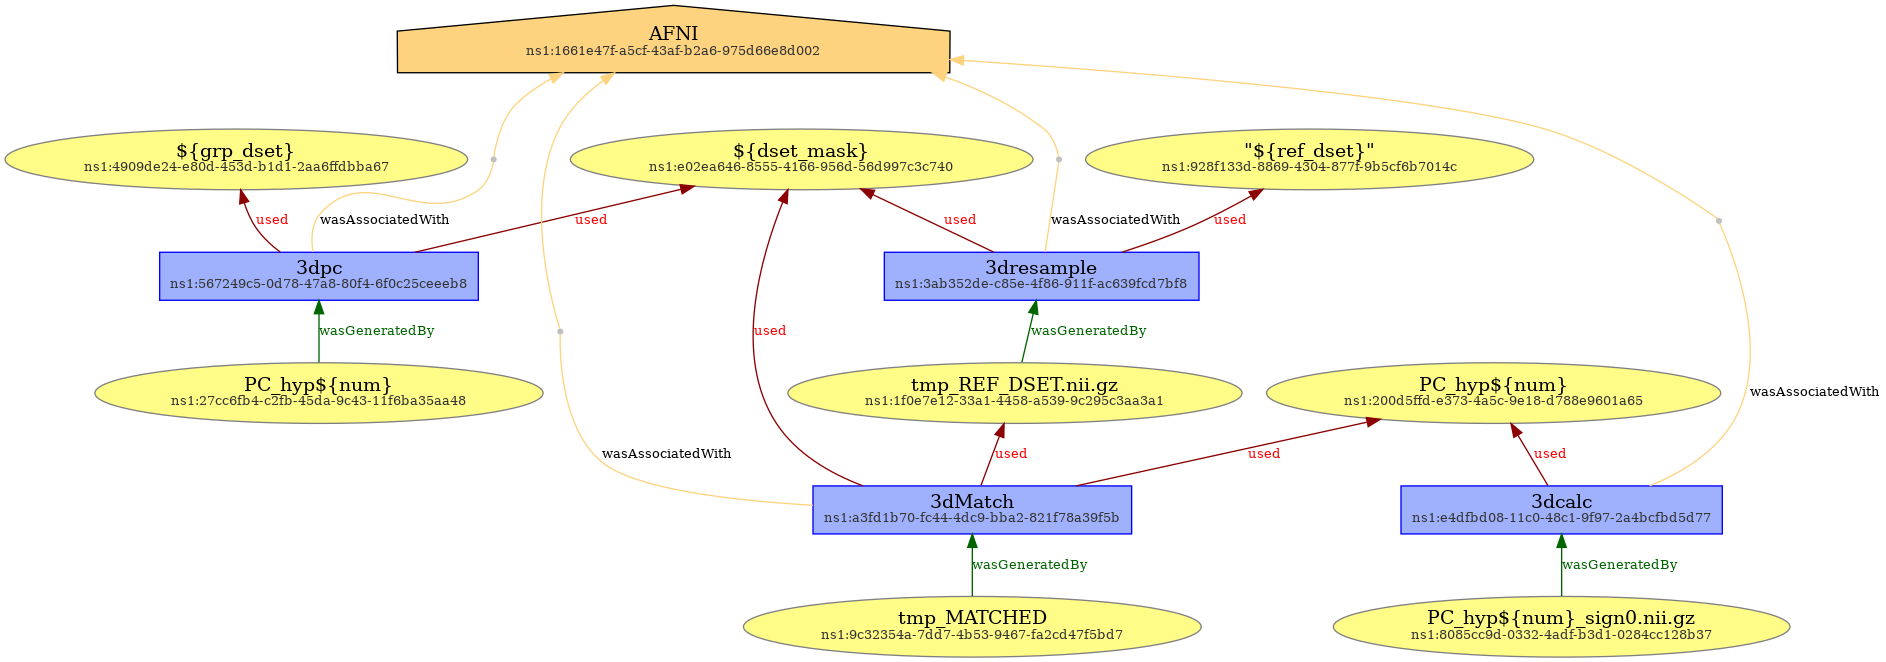 AFNI
ns1:1661e47f-a5cf-43af-b2a6-975d66e8d002
${grp_dset}
ns1:4909de24-e80d-453d-b1d1-2aa6ffdbba67
${dset_mask}
ns1:e02ea646-8555-4166-956d-56d997c3c740
"${ref_dset}"
ns1:928f133d-8869-4304-877f-9b5cf6b7014c
used
wasAssociatedWith
used
used
wasAssociatedWith
used
3dpc
ns1:567249c5-0d78-47a8-80f4-6f0c25ceeeb8
3dresample
ns1:3ab352de-c85e-4f86-911f-ac639fcd7bf8
wasGeneratedBy
used
wasGeneratedBy
PC_hyp${num}
ns1:27cc6fb4-c2fb-45da-9c43-11f6ba35aa48
tmp_REF_DSET.nii.gz
ns1:1f0e7e12-33a1-4458-a539-9c295c3aa3a1
PC_hyp${num}
ns1:200d5ffd-e373-4a5c-9e18-d788e9601a65
wasAssociatedWith
wasAssociatedWith
used
used
used
3dMatch
ns1:a3fd1b70-fc44-4dc9-bba2-821f78a39f5b
3dcalc
ns1:e4dfbd08-11c0-48c1-9f97-2a4bcfbd5d77
wasGeneratedBy
wasGeneratedBy
tmp_MATCHED
ns1:9c32354a-7dd7-4b53-9467-fa2cd47f5bd7
PC_hyp${num}_sign0.nii.gz
ns1:8085cc9d-0332-4adf-b3d1-0284cc128b37